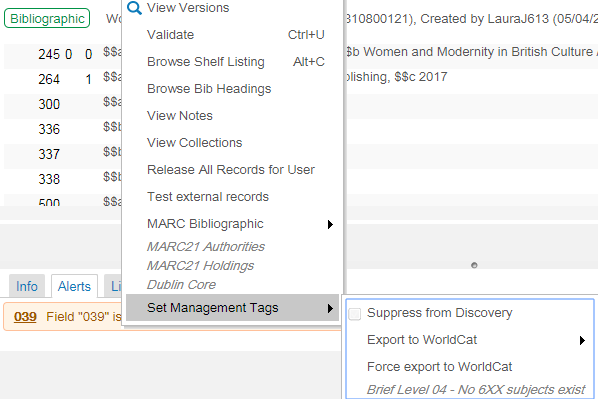 Bibliographic Wo 810800121), Created by LauraJ613 (05/04/2
View Versions
Validate Ctrl+U
Browse Shelf Listing Alt+C
Browse Bib Headings
View Notes
View Collections
Release All Records for User
Test external records
MARC Bibliographic
MARC21 Authorities
MARC21 Holdings
Dublin Core
Set Management Tags
245 0 0 $$a $b Women and Modernity in British Culture
264 1 $$a lishing, $$c 2017
300 $$a
336 $$b
337 $$b
338 $$b
500 $$a
Info Alerts Li
039 Field "039" is
Suppress from Discovery
Export to WorldCat
Force export to WorldCat
Brief Level 04 - No 6XX subjects exist